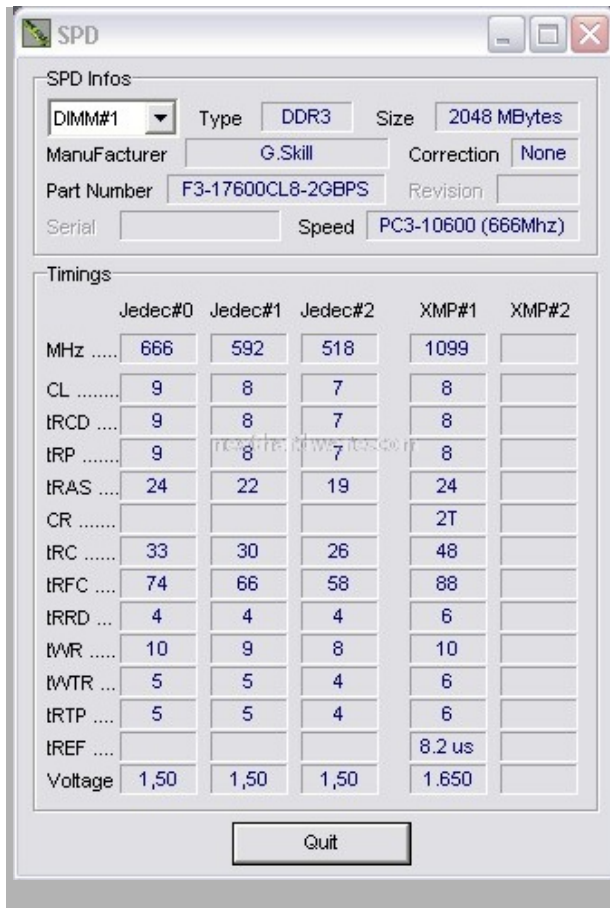 SPD
SPD Infos
DIMM#1 Type DDR3 Size 2048 MBytes
ManuFacturer G.Skill Correction None
Part Number F3-17600CL8-2GBPS Revision
Serial Speed PC3-10600 (666Mhz)
Timings
Jedec#0 Jedec#1 Jedec#2 XMP#1 XMP#2
MHz ..... 666 592 518 1099
CL ........ 9 8 7 8
tRCD .... 9 8 7 8
tRP ....... 9 8 7 8
tRAS .... 24 22 19 24
CR ....... 2T
tRC ...... 33 30 26 48
tRFC .... 74 66 58 88
tRRD ... 4 4 4 6
tWR ..... 10 9 8 10
tWTR ... 5 5 4 6
tRTP .... 5 5 4 6
tREF .... 8.2 us
Voltage 1,50 1,50 1,50 1.650
Quit